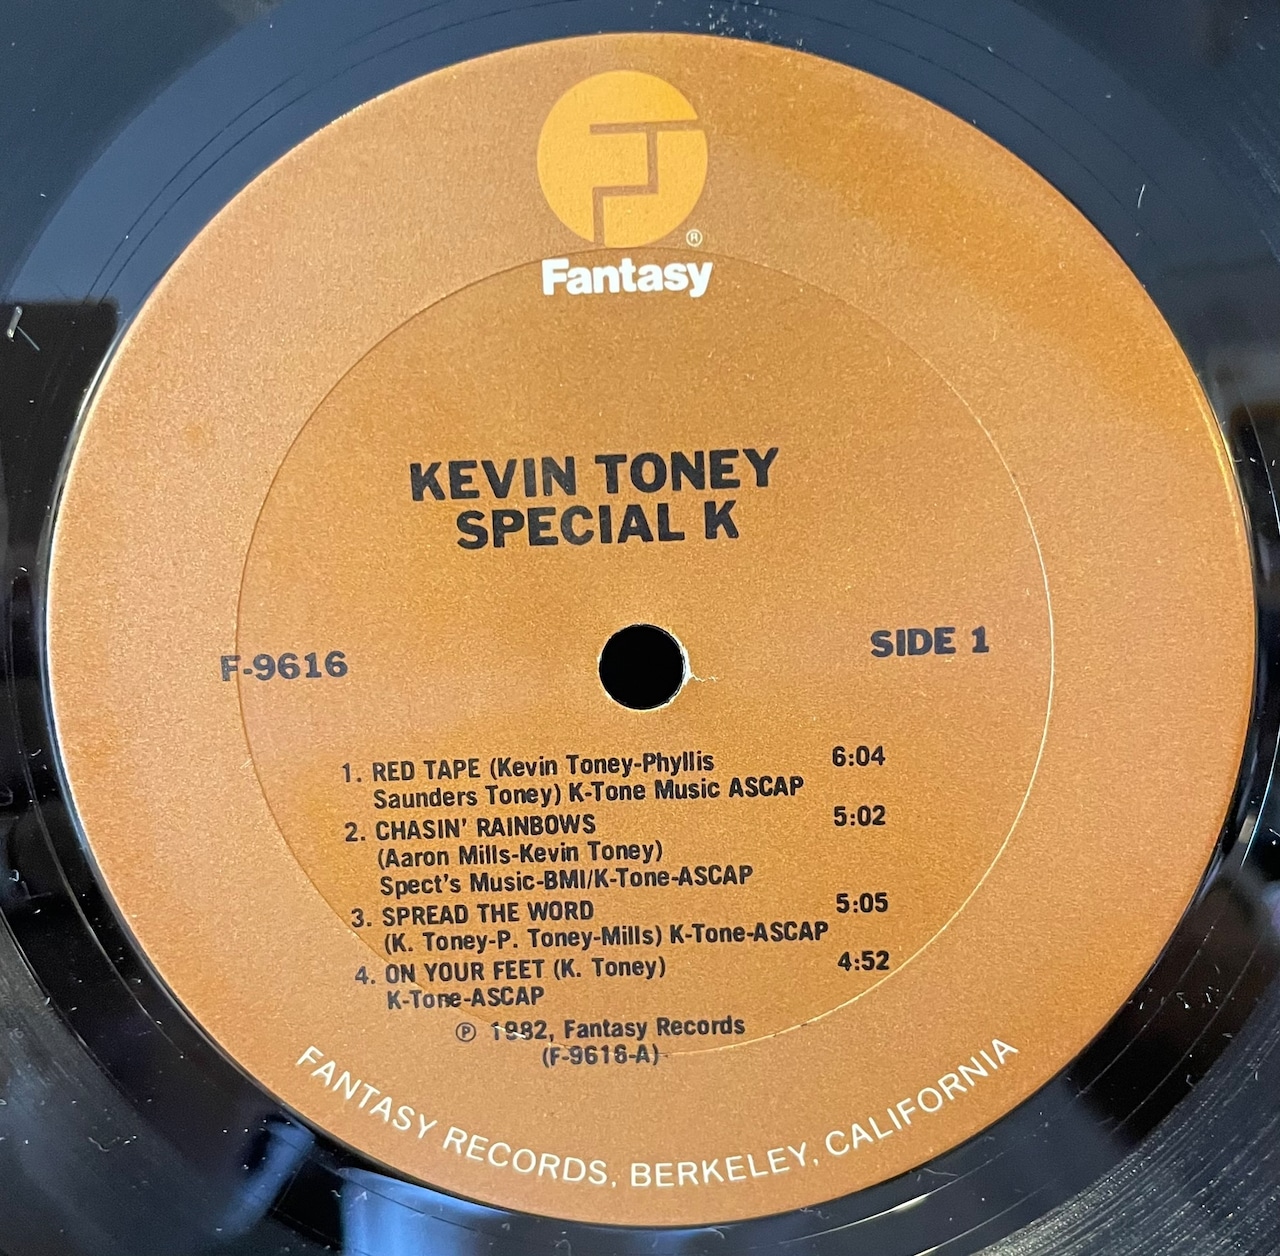 ®
Fantasy
KEVIN TONEY
SPECIAL K
F-9616
SIDE 1
1. RED TAPE (Kevin Toney-Phyllis 6:04
Saunders Toney) K-Tone Music ASCAP
2. CHASIN' RAINBOWS 5:02
(Aaron Mills-Kevin Toney)
Spect's Music-BMI/K-Tone-ASCAP
3. SPREAD THE WORD 5:05
(K. Toney-P. Toney-Mills) K-Tone-ASCAP
4. ON YOUR FEET (K. Toney) 4:52
K-Tone-ASCAP
℗ 1982, Fantasy Records
(F-9616-A)
FANTASY RECORDS, BERKELEY, CALIFORNIA